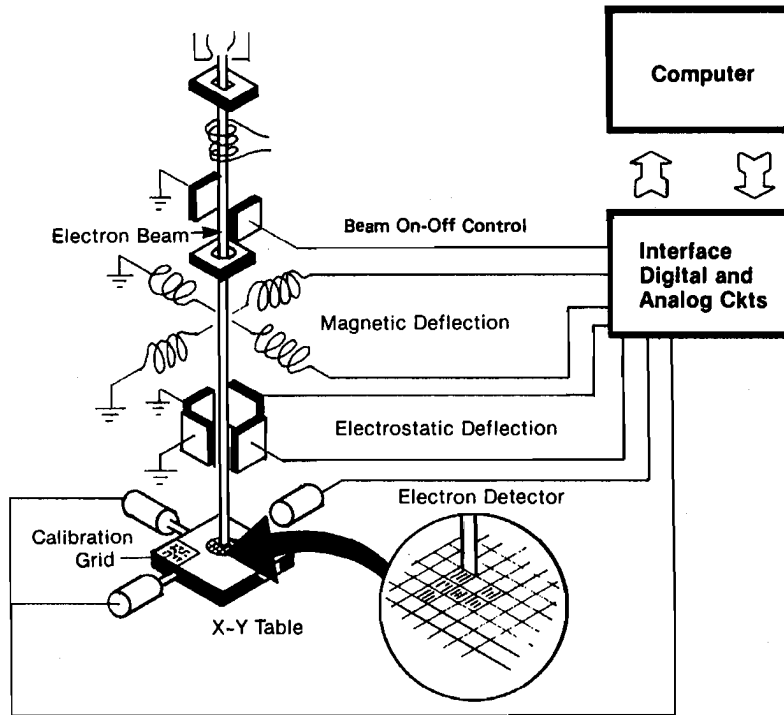 Computer
Electron Beam
Beam On-Off Control
Interface
Digital and
Analog Ckts
Magnetic Deflection
Electrostatic Deflection
Electron Detector
Calibration
Grid
X-Y Table